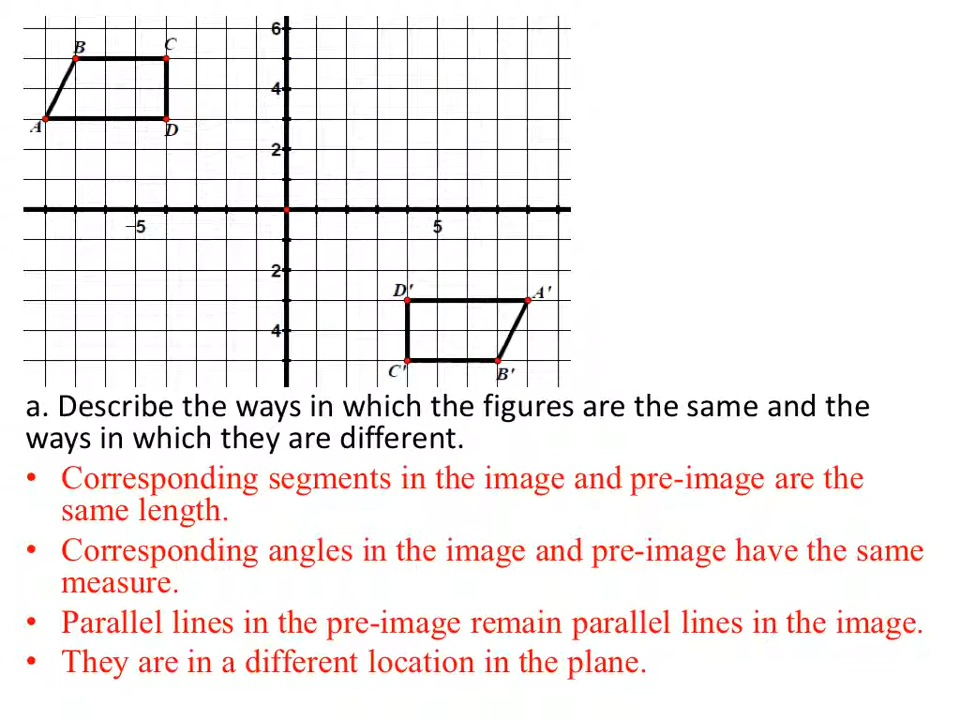 6
B
C
4
A
D
2
−5
5
2
D'
A'
4
C'
B'
a. Describe the ways in which the figures are the same and the
ways in which they are different.
• Corresponding segments in the image and pre-image are the
same length.
• Corresponding angles in the image and pre-image have the same
measure.
• Parallel lines in the pre-image remain parallel lines in the image.
• They are in a different location in the plane.